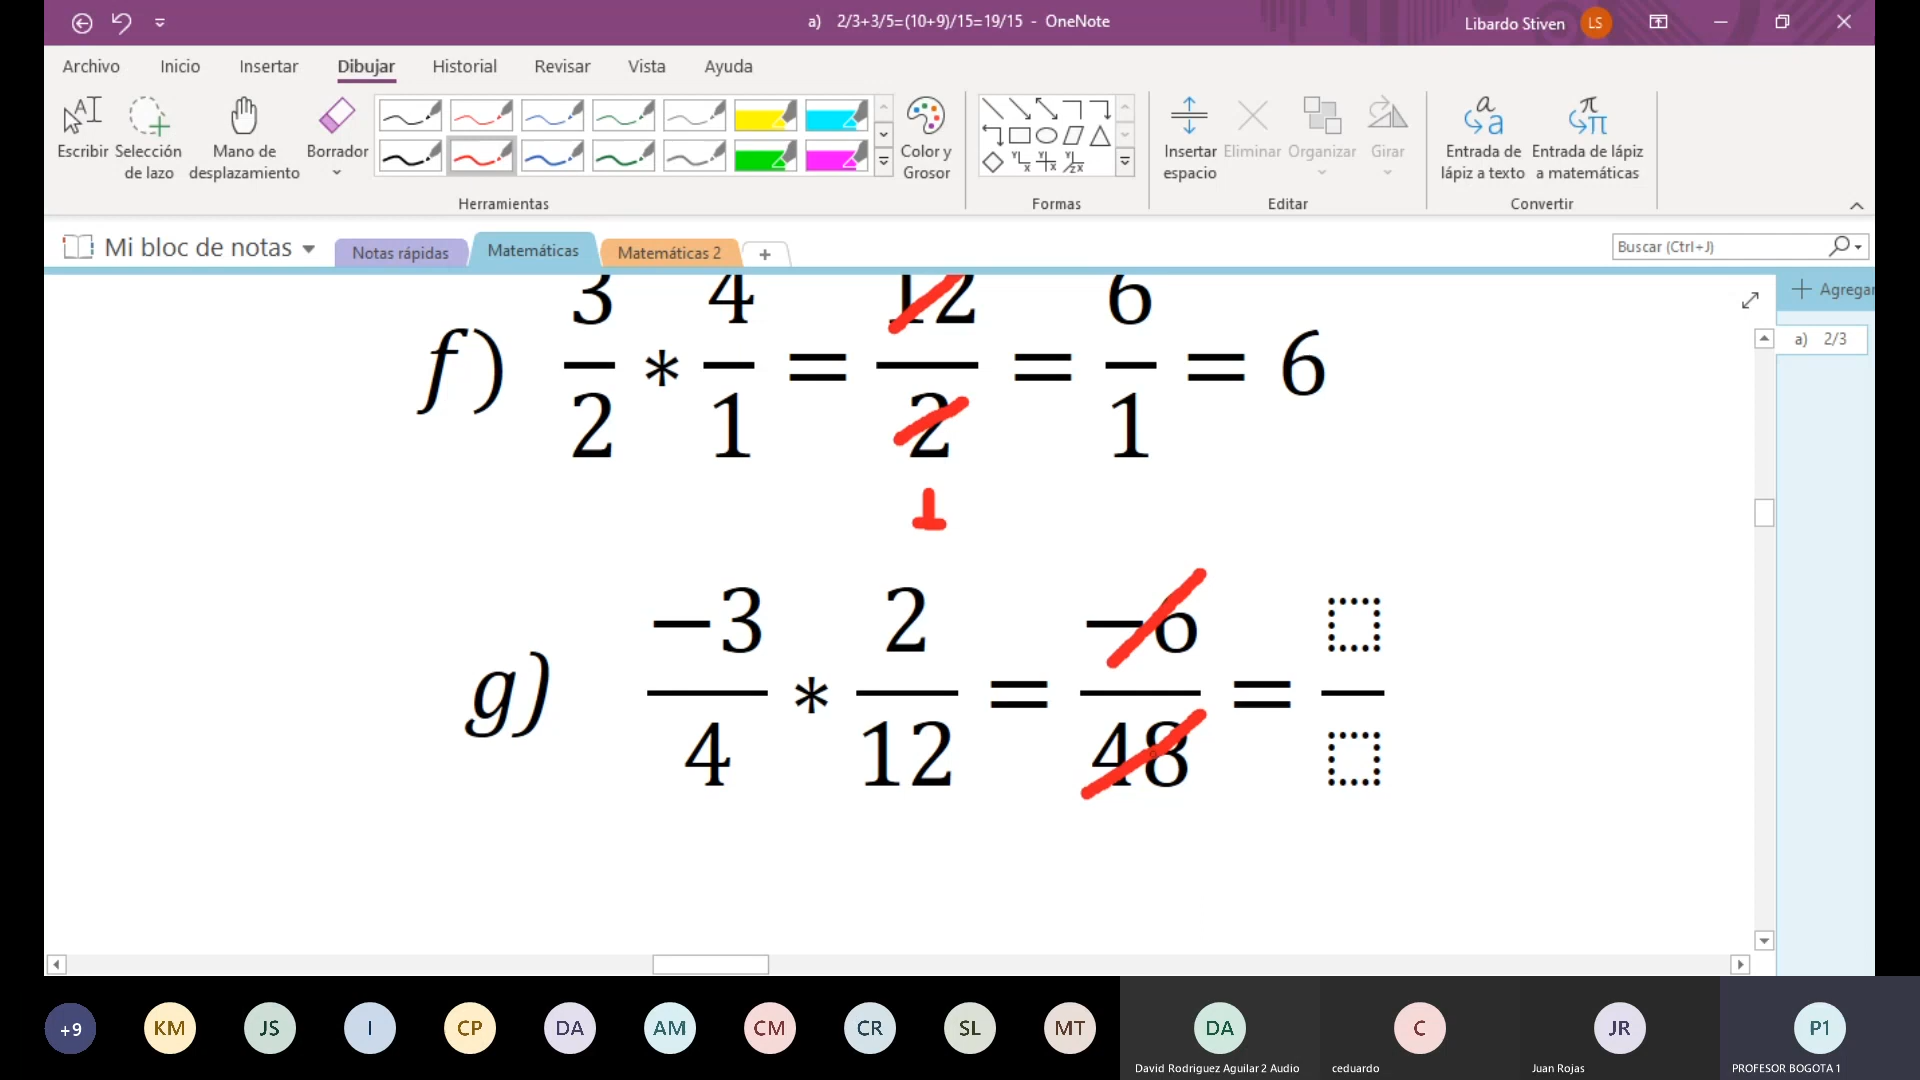 a) 2/3+3/5=(10+9)/15=19/15 - OneNote
Libardo Stiven LS
Archivo Inicio Insertar Dibujar Historial Revisar Vista Ayuda
Escribir Selección de lazo Mano de desplazamiento Borrador Color y Grosor
Insertar espacio Eliminar Organizar Girar
Entrada de lápiz a texto Entrada de lápiz a matemáticas
Herramientas Formas Editar Convertir
Mi bloc de notas Notas rápidas Matemáticas Matemáticas 2 +
Buscar (Ctrl+J)
Agregar
a) 2/3
f) 3/2 * 4/1 = 12/2 = 6/1 = 6
1
g) −3/4 * 2/12 = −6/48 =
+9 KM JS I CP DA AM CM CR SL MT DA C JR P1
David Rodriguez Aguilar 2 Audio ceduardo Juan Rojas PROFESOR BOGOTA 1